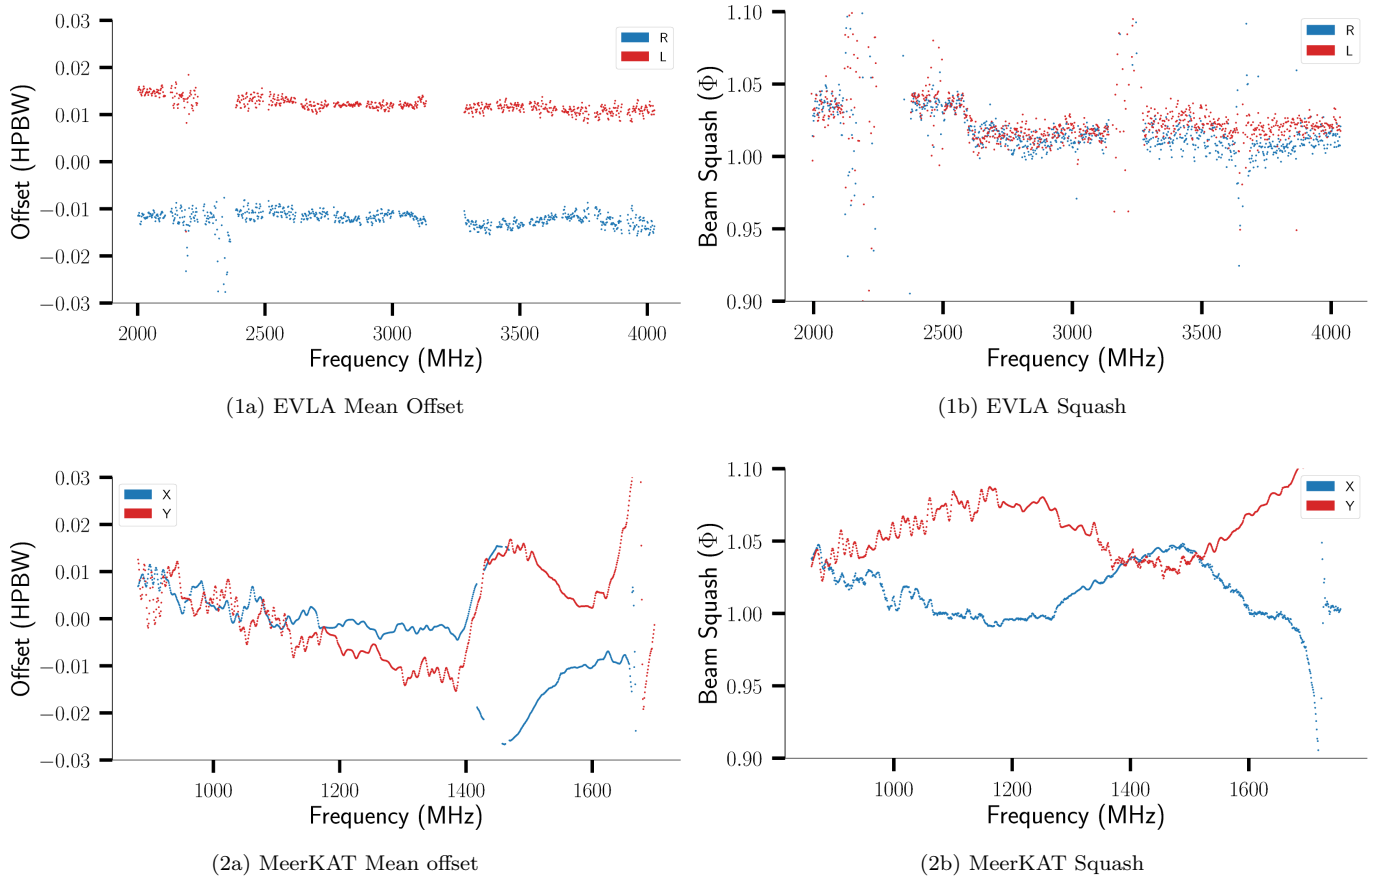 0.03
0.02
0.01
0.00
−0.01
−0.02
−0.03
Offset (HPBW)
R
L
2000 2500 3000 3500 4000
Frequency (MHz)
(1a) EVLA Mean Offset
1.10
1.05
1.00
0.95
0.90
Beam Squash (Φ)
R
L
2000 2500 3000 3500 4000
Frequency (MHz)
(1b) EVLA Squash
0.03
0.02
0.01
0.00
−0.01
−0.02
−0.03
Offset (HPBW)
X
Y
1000 1200 1400 1600
Frequency (MHz)
(2a) MeerKAT Mean offset
1.10
1.05
1.00
0.95
0.90
Beam Squash (Φ)
X
Y
1000 1200 1400 1600
Frequency (MHz)
(2b) MeerKAT Squash